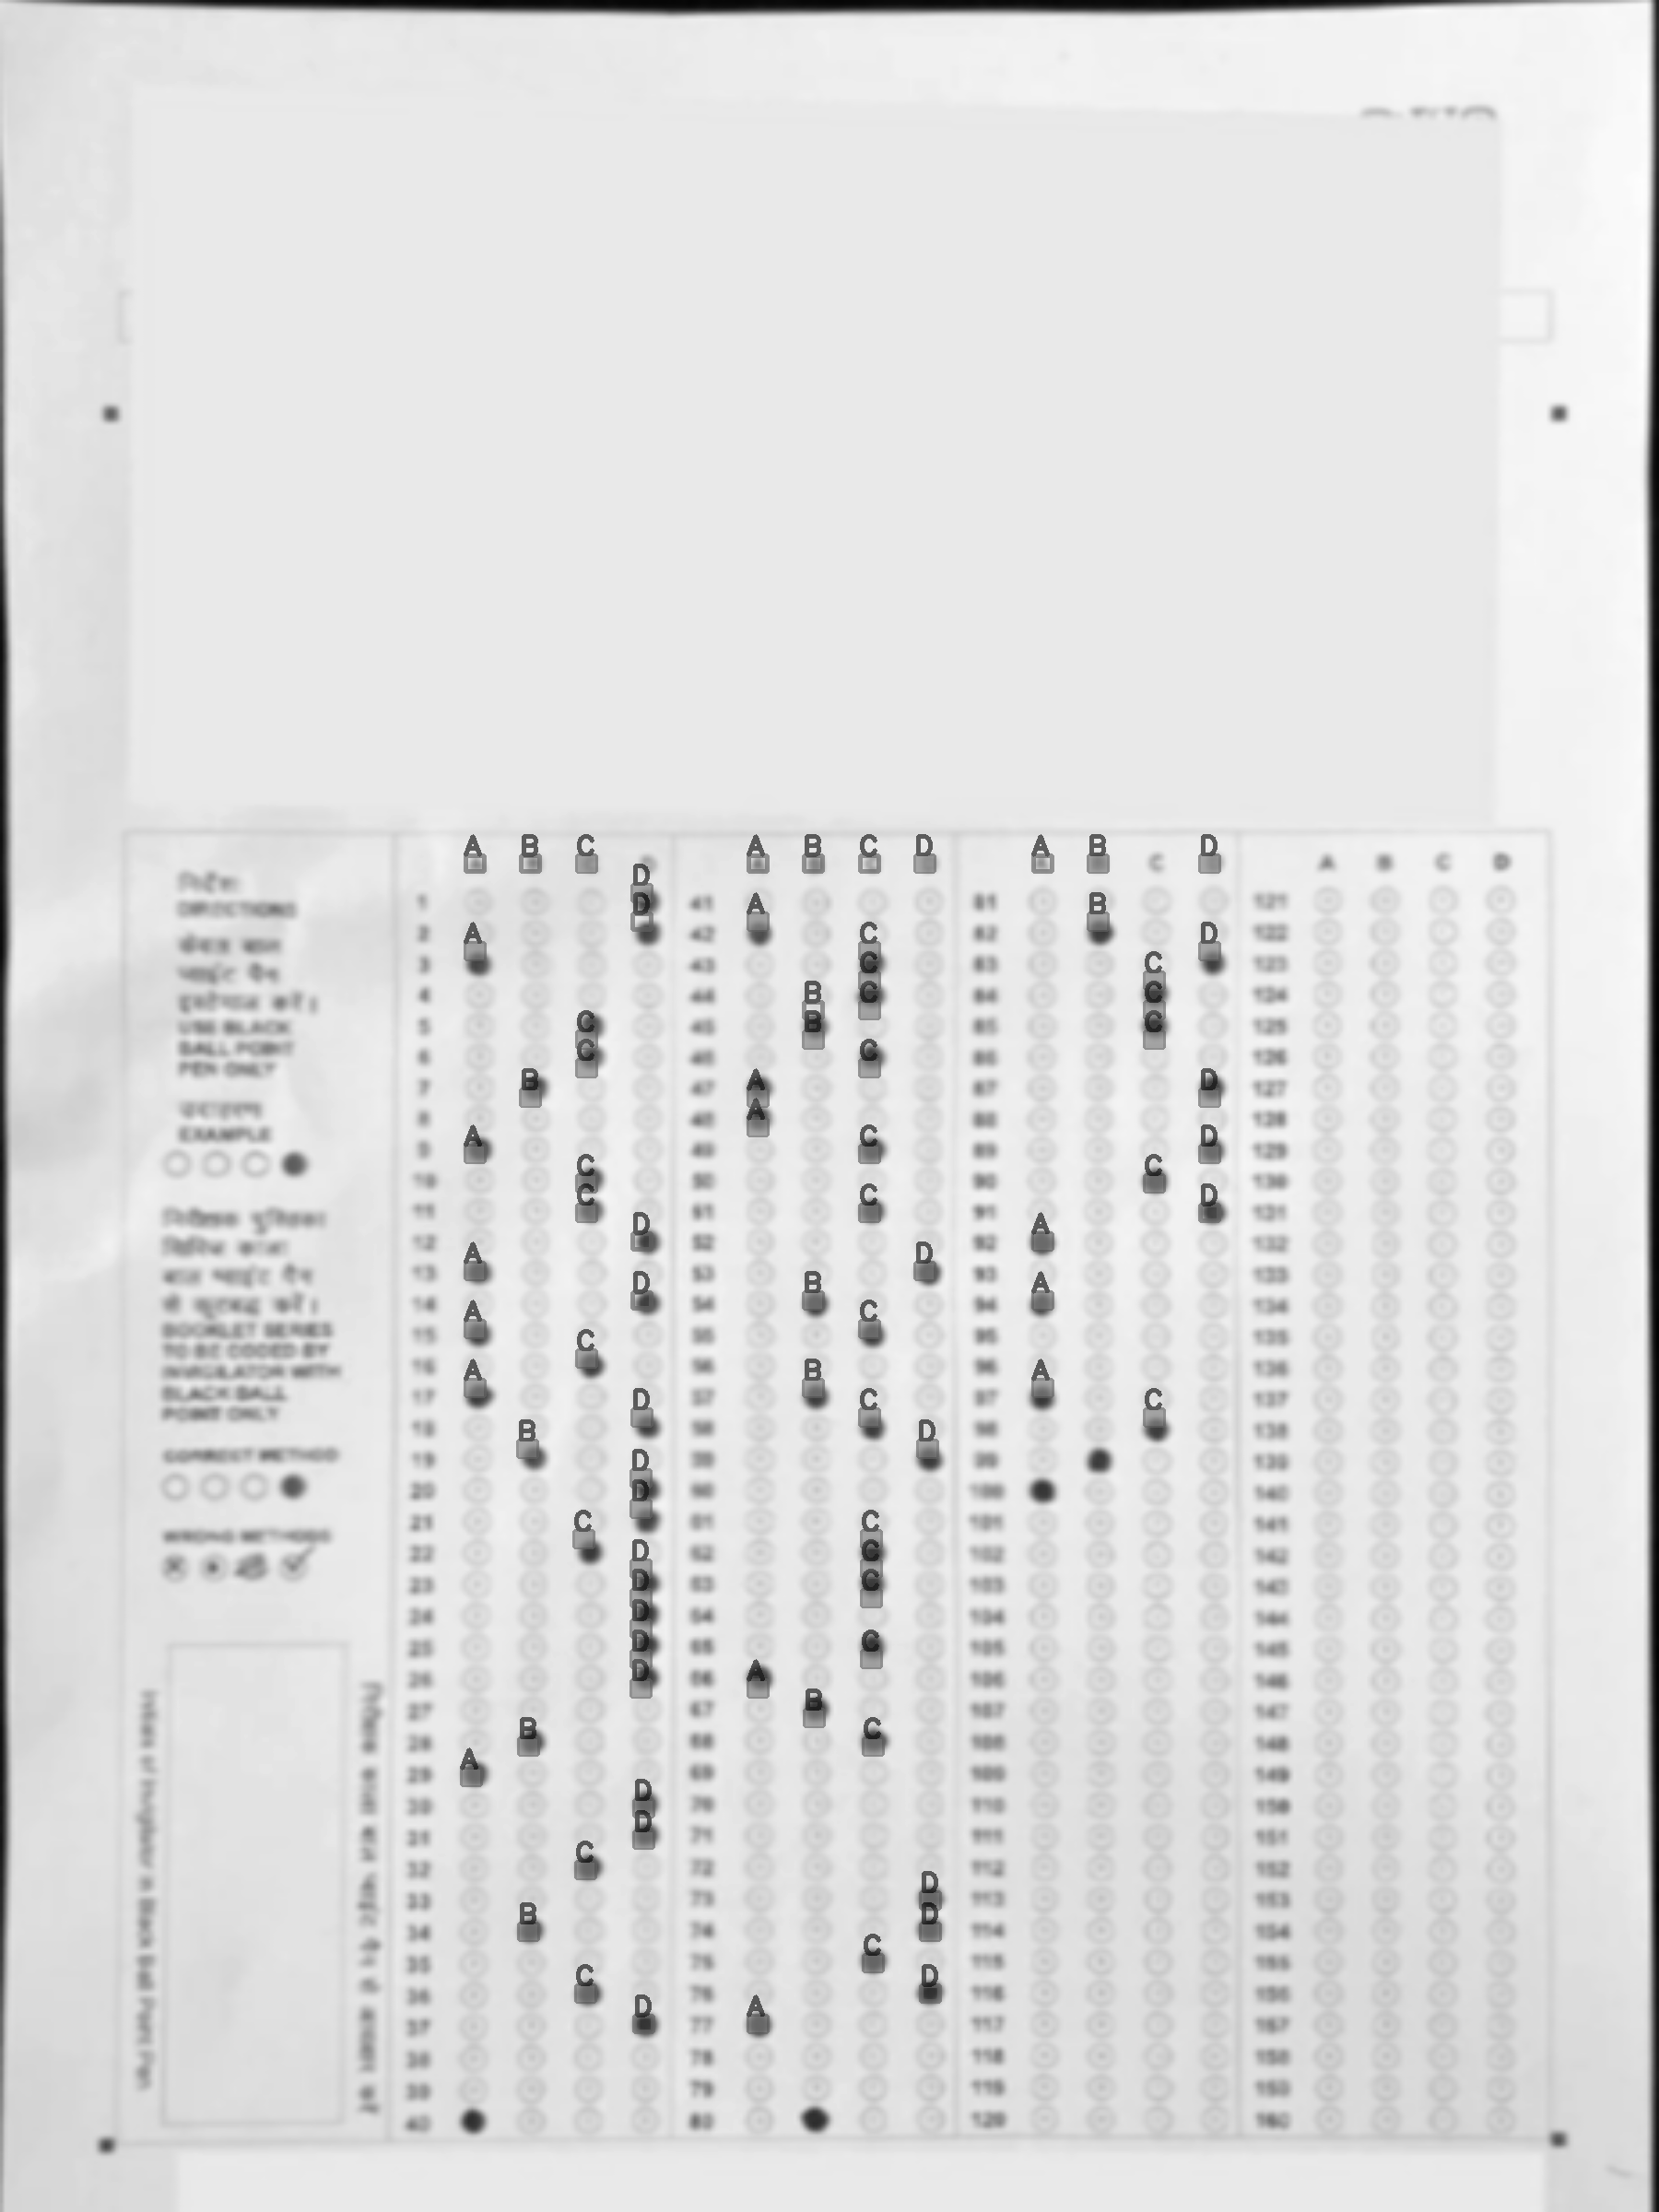 DIRECTIONS
इस्तेमाल करें।
USE BLACK
BALL POINT
PEN ONLY
उदाहरण
EXAMPLE
BOOKLET SERIES
TO BE CODED BY
INVIGILATOR WITH
BLACK BALL
POINT ONLY
CORRECT METHOD
WRONG METHODS
Initials of Invigilator in Black Ball Point Pen
A B C A B C D A B C D A B C D
1 D 41 81 121
2 D 42 A 82 B 122
3 A 43 C 83 D 123
4 44 C 84 C 124
5 C 45 B 85 C 125
6 C 46 C 86 126
7 B 47 A 87 D 127
8 48 A 88 128
9 A 49 C 89 D 129
10 C 50 90 C 130
11 C 51 C 91 D 131
12 D 52 92 A 132
13 A 53 D 93 133
14 D 54 B 94 A 134
15 A 55 C 95 135
16 C 56 96 136
17 A 57 B 97 A 137
18 D 58 C 98 C 138
19 B 59 D 99 139
20 D 60 100 140
21 D 61 101 141
22 C 62 C 102 142
23 D 63 C 103 143
24 D 64 104 144
25 D 65 C 105 145
26 D 66 A 106 146
27 67 B 107 147
28 B 68 C 108 148
29 A 69 109 149
30 D 70 110 150
31 D 71 111 151
32 C 72 112 152
33 73 D 113 153
34 B 74 D 114 154
35 75 C 115 155
36 C 76 D 116 156
37 D 77 A 117 157
38 78 118 158
39 79 119 159
40 80 120 160